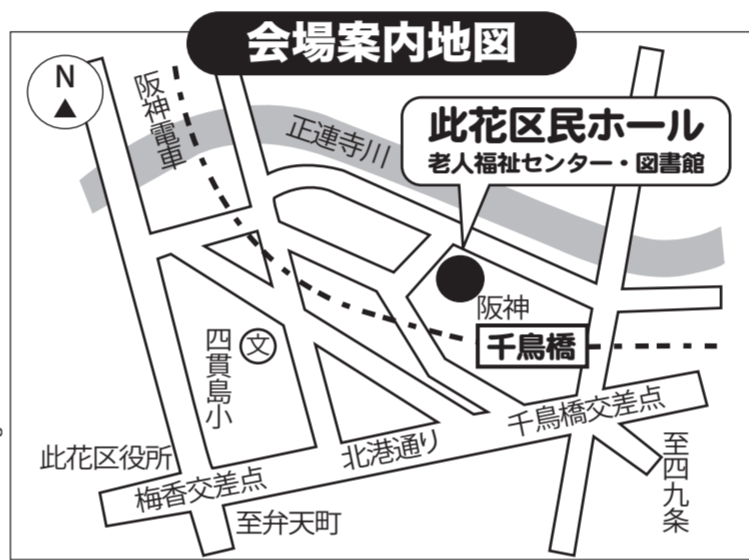 会場案内地図
N
阪神電車
正連寺川
此花区民ホール
老人福祉センター・図書館
阪神
千鳥橋
四貫島小
文
千鳥橋交差点
北港通り
此花区役所
梅香交差点
至弁天町
至四九条